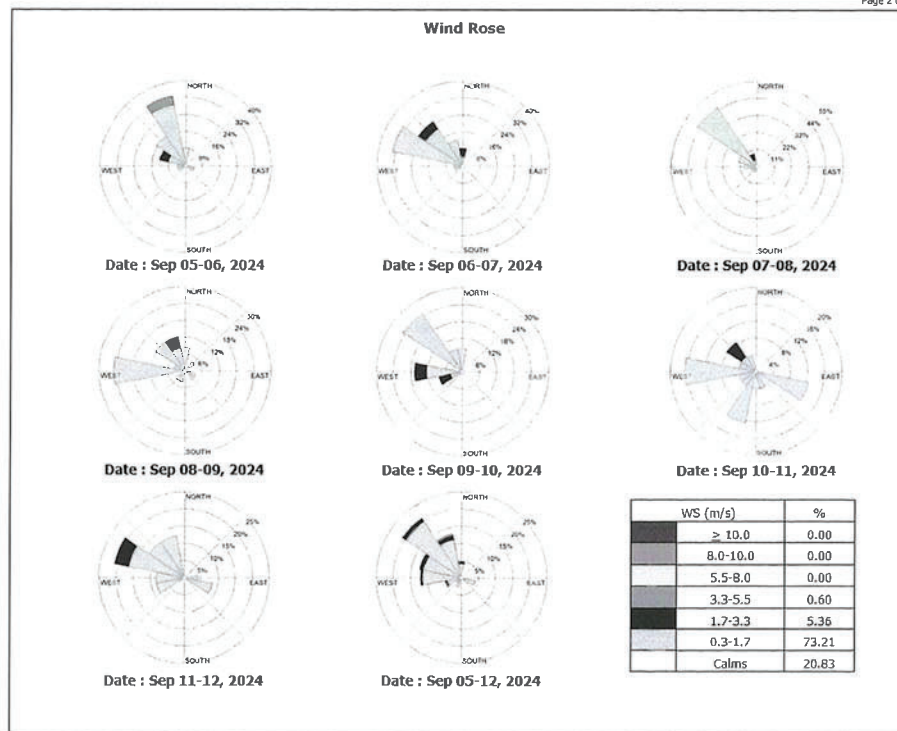 Page 2
Wind Rose
NORTH
40%
32%
24%
16%
8%
WEST
EAST
SOUTH
Date : Sep 05-06, 2024
NORTH
40%
32%
24%
16%
8%
WEST
EAST
SOUTH
Date : Sep 06-07, 2024
NORTH
55%
44%
33%
22%
11%
WEST
EAST
SOUTH
Date : Sep 07-08, 2024
NORTH
30%
24%
18%
12%
6%
WEST
EAST
SOUTH
Date : Sep 08-09, 2024
NORTH
30%
24%
18%
12%
6%
WEST
EAST
SOUTH
Date : Sep 09-10, 2024
NORTH
20%
16%
12%
8%
4%
WEST
EAST
SOUTH
Date : Sep 10-11, 2024
NORTH
25%
20%
15%
10%
5%
WEST
EAST
SOUTH
Date : Sep 11-12, 2024
NORTH
25%
20%
15%
10%
5%
WEST
EAST
SOUTH
Date : Sep 05-12, 2024
WS (m/s) %
≥ 10.0 0.00
8.0-10.0 0.00
5.5-8.0 0.00
3.3-5.5 0.60
1.7-3.3 5.36
0.3-1.7 73.21
Calms 20.83